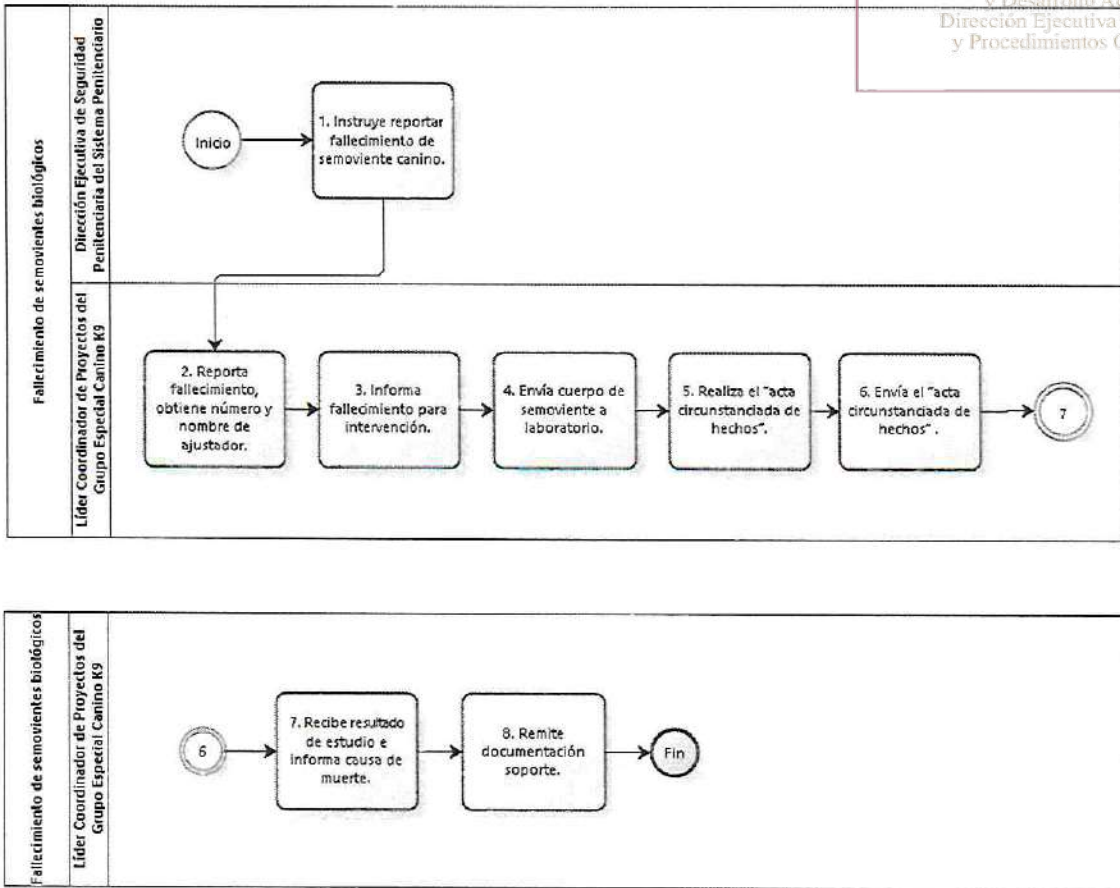 y Desarrollo
Dirección Ejecutiva
y Procedimientos
Fallecimiento de semovientes biológicos
Dirección Ejecutiva de Seguridad
Penitenciaria del Sistema Penitenciario
Inicio
1. Instruye reportar
fallecimiento de
semoviente canino.
Líder Coordinador de Proyectos del
Grupo Especial Canino K9
2. Reporta
fallecimiento,
obtiene número y
nombre de
ajustador.
3. Informa
fallecimiento para
intervención.
4. Envía cuerpo de
semoviente a
laboratorio.
5. Realiza el "acta
circunstanciada de
hechos".
6. Envía el "acta
circunstanciada de
hechos" .
7
Fallecimiento de semovientes biológicos
Líder Coordinador de Proyectos del
Grupo Especial Canino K9
6
7. Recibe resultado
de estudio e
informa causa de
muerte.
8. Remite
documentación
soporte.
Fin